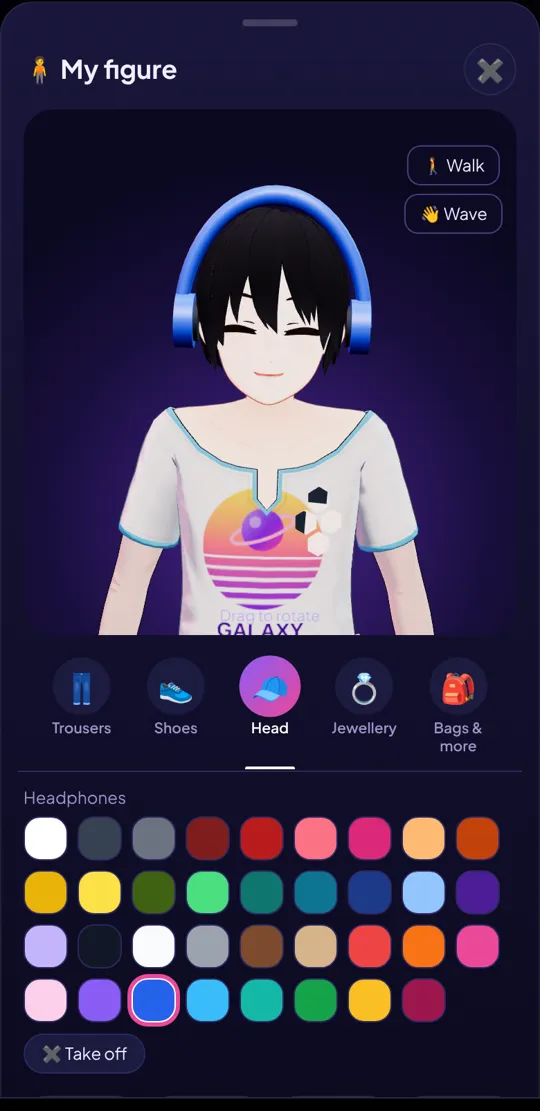 My figure
Walk
Wave
Drag to rotate
GALAXY
Trousers
Shoes
Head
Jewellery
Bags &
more
Headphones
Take off